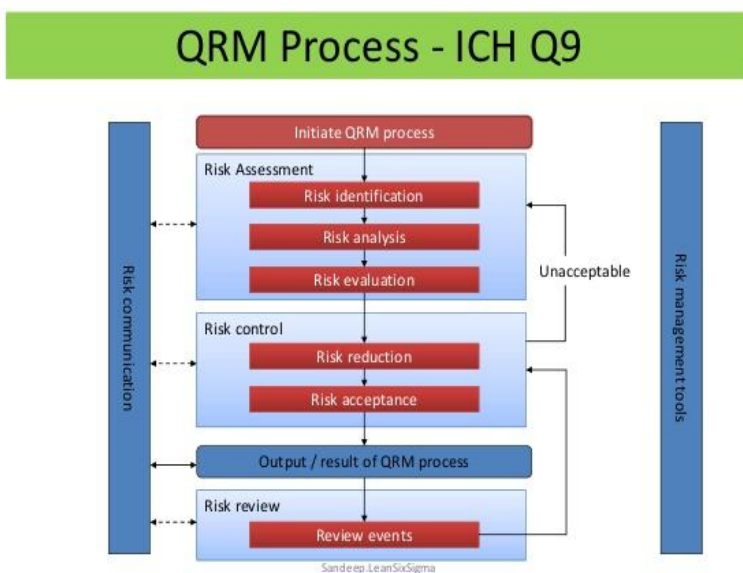 QRM Process - ICH Q9
Initiate QRM process
Risk Assessment
Risk identification
Risk analysis
Risk evaluation
Unacceptable
Risk control
Risk reduction
Risk acceptance
Output / result of QRM process
Risk review
Review events
Risk communication
Risk management tools
Sandeep.LeanSixSigma